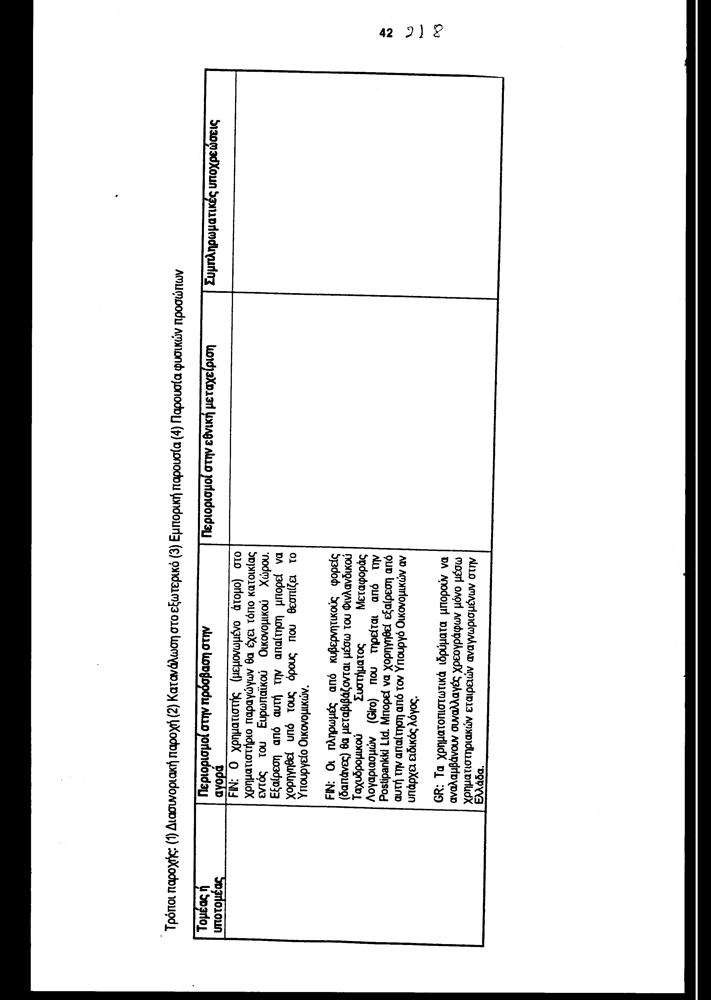 42 218
Τρόποι παροχής: (1) Διασυνοριακή παροχή (2) Κατανάλωση στο εξωτερικό (3) Εμπορική παρουσία (4) Παρουσία φυσικών προσώπων
Τομέας ή
υποτομέας
Περιορισμοί στην πρόσβαση στην
αγορά
Περιορισμοί στην εθνική μεταχείριση
Συμπληρωματικές υποχρεώσεις
FIN: Ο χρηματιστής (μεμονωμένο άτομο) στο
χρηματιστήριο παραγώγων θα έχει τόπο κατοικίας
εντός του Ευρωπαϊκού Οικονομικού Χώρου.
Εξαίρεση από αυτή την απαίτηση μπορεί να
χορηγηθεί υπό τους όρους που θεσπίζει το
Υπουργείο Οικονομικών.
FIN: Οι πληρωμές από κυβερνητικούς φορείς
(δαπάνες) θα μεταβιβάζονται μέσω του Φινλανδικού
Ταχυδρομικού Συστήματος Μεταφοράς
Λογαριασμών (Giro) που τηρείται από την
Postipankki Ltd. Μπορεί να χορηγηθεί εξαίρεση από
αυτή την απαίτηση από τον Υπουργό Οικονομικών αν
υπάρχει ειδικός λόγος.
GR: Τα χρηματοπιστωτικά ιδρύματα μπορούν να
αναλαμβάνουν συναλλαγές χρεογράφων μόνο μέσω
χρηματιστηριακών εταιρειών αναγνωρισμένων στην
Ελλάδα.